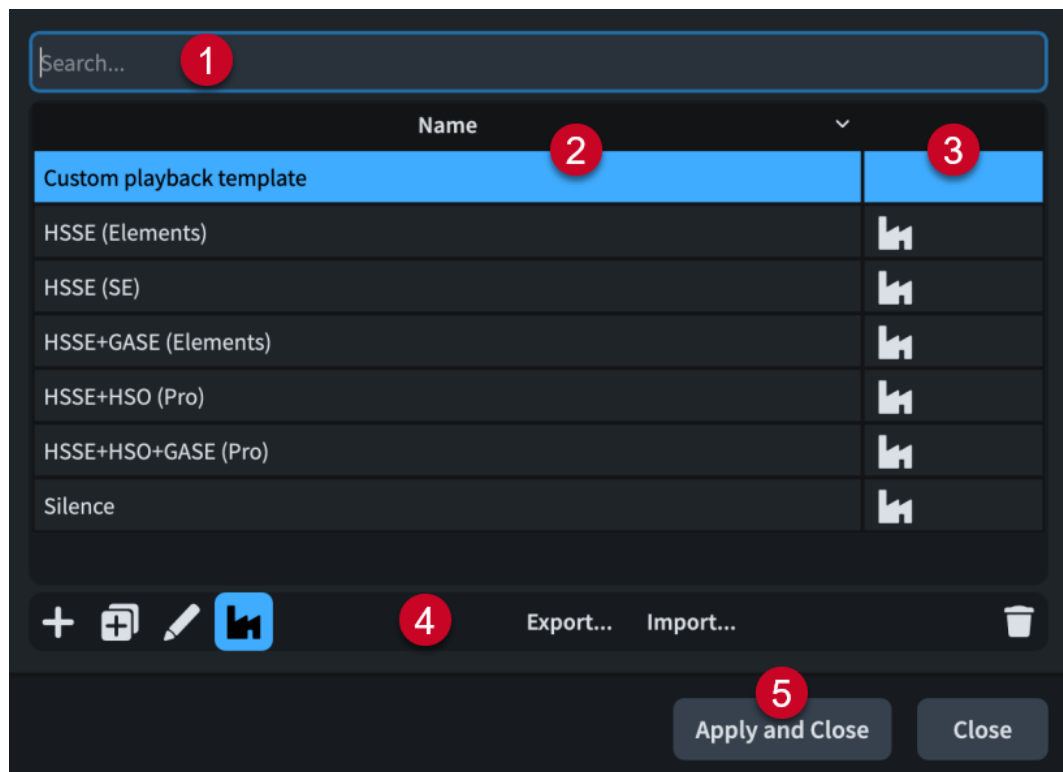 Search...
1
Name
2
3
Custom playback template
HSSE (Elements)
HSSE (SE)
HSSE+GASE (Elements)
HSSE+HSO (Pro)
HSSE+HSO+GASE (Pro)
Silence
4
Export... Import...
5
Apply and Close Close